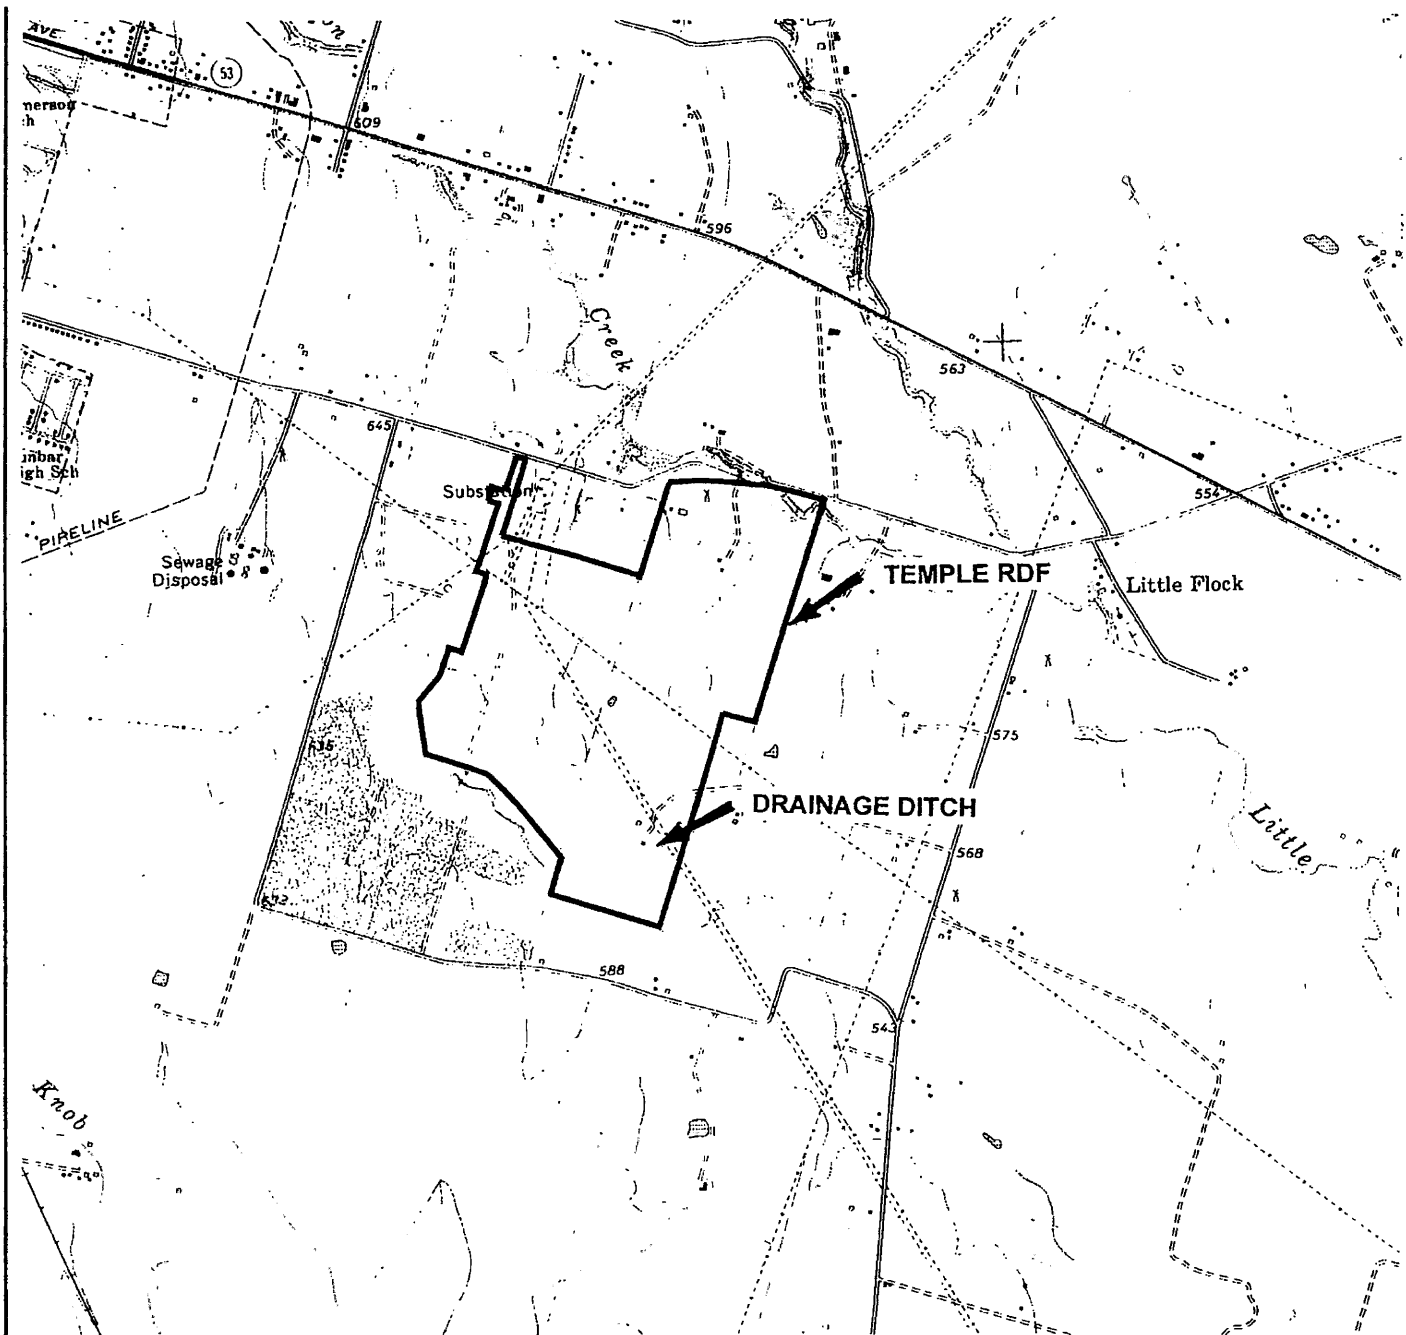 AVE
53
609
596
Creek
563
645
554
Substation
PIPELINE
Sewage
Disposal
TEMPLE RDF
Little Flock
575
635
DRAINAGE DITCH
Little
568
588
543
Knob